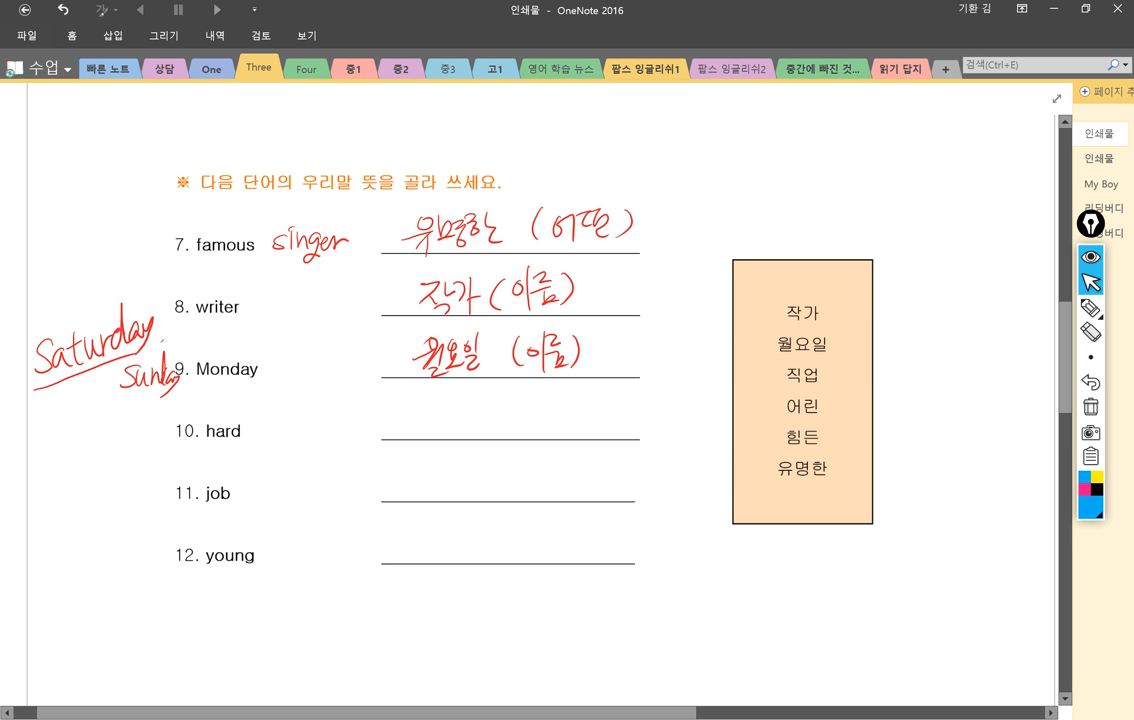 인쇄물 - OneNote 2016
기환 김
파일 홈 삽입 그리기 내역 검토 보기
수업 빠른 노트 상담 One Three Four 중1 중2 중3 고1 영어 학습 뉴스 팝스 잉글리쉬1 팝스 잉글리쉬2 중간에 빠진 것... 읽기 답지 + 검색(Ctrl+E)
페이지 추
인쇄물
인쇄물
My Boy
리딩버디
버디
※ 다음 단어의 우리말 뜻을 골라 쓰세요.
7. famous singer 유명한 (어떤)
8. writer 작가 (이름)
Saturday
Sunday
9. Monday 월요일 (이름)
10. hard
11. job
12. young
작가
월요일
직업
어린
힘든
유명한